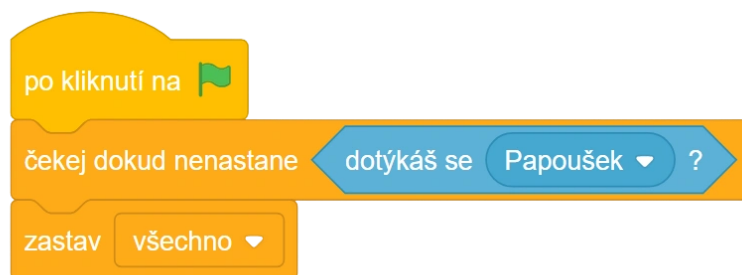 po kliknutí na
čekej dokud nenastane dotýkáš se Papoušek ?
zastav všechno